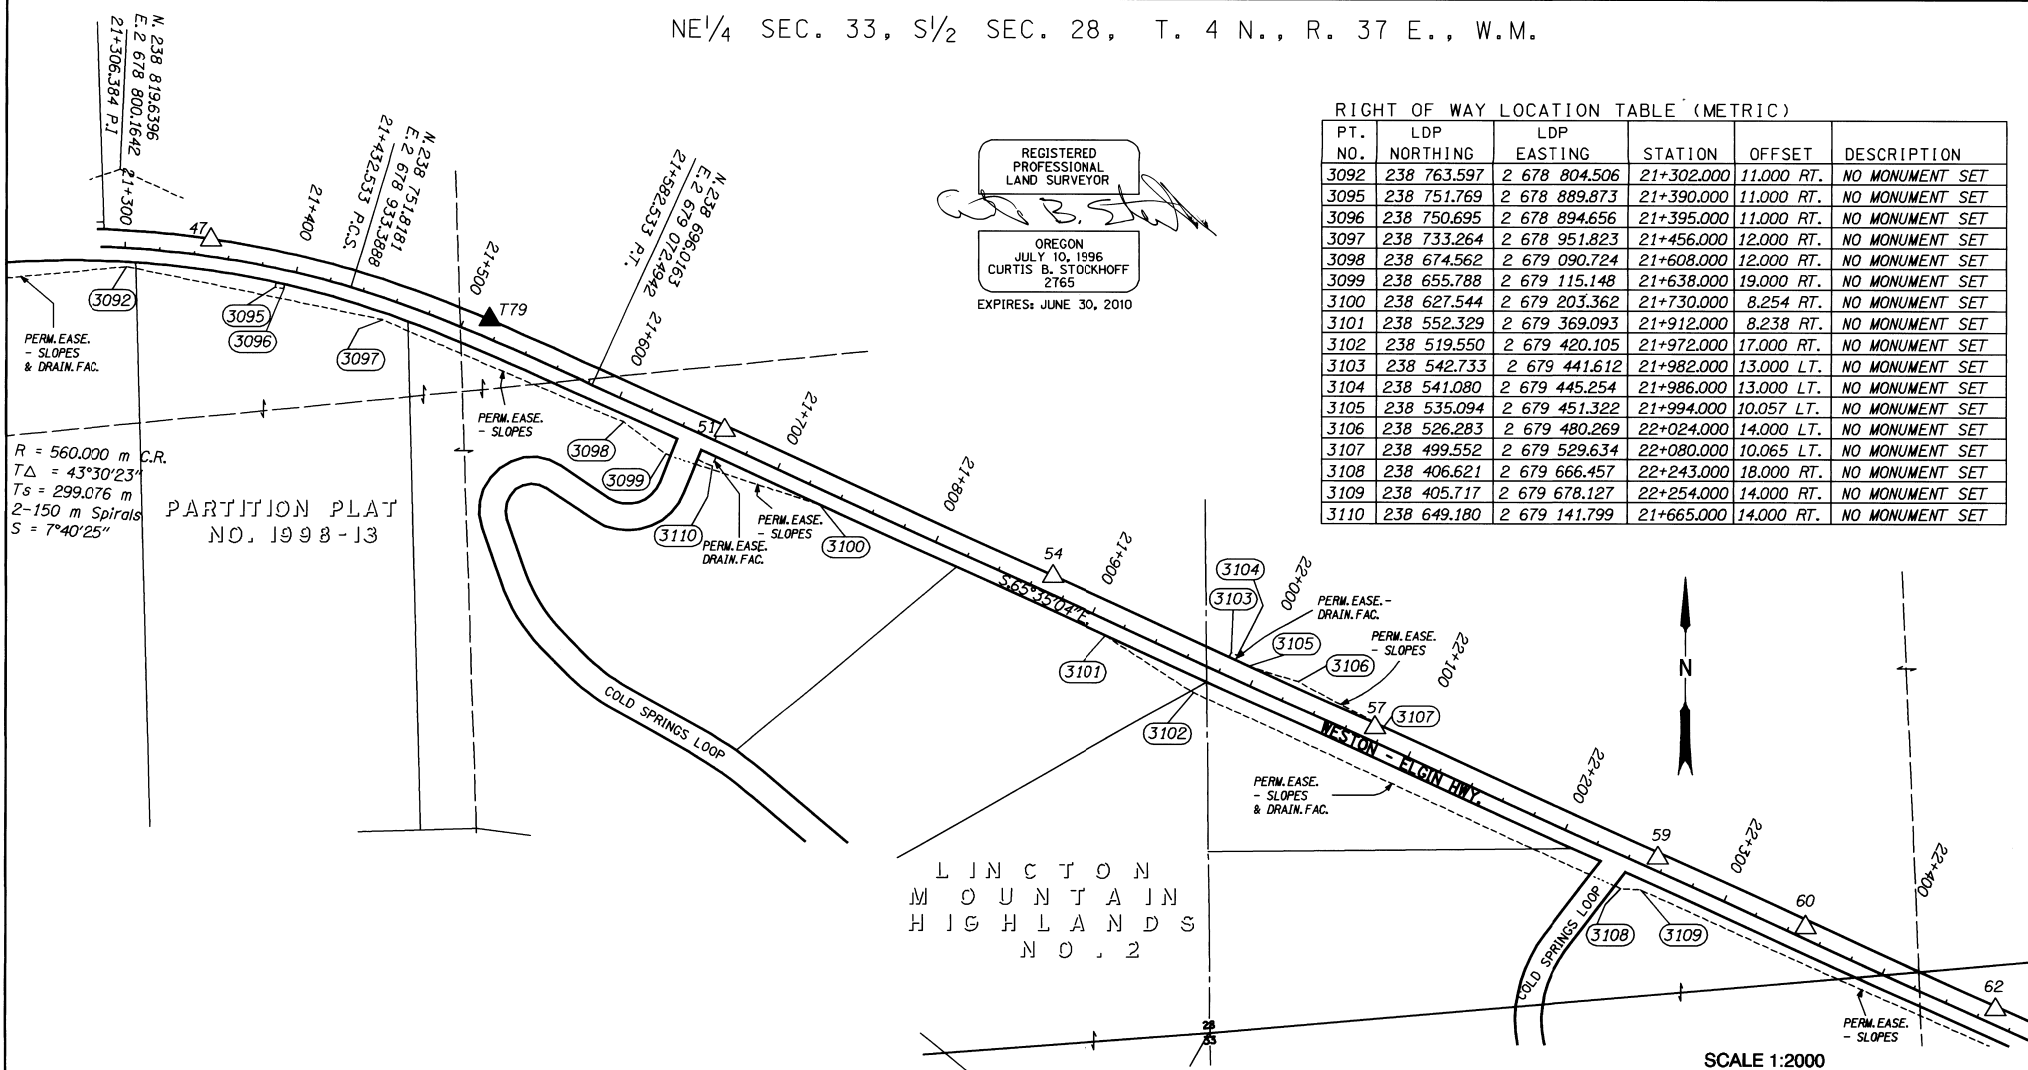 NE1/4 SEC. 33, S1/2 SEC. 28, T. 4 N., R. 37 E., W.M.
N. 238 819.6396
E. 2 678 800.1642
21+306.384 P.I
21+300
47
21+400
N. 238 751.8181
E. 2 678 933.3888
21+432.533 P.C.S.
21+500
T79
N. 238 696.0163
E. 2 679 072.4942
21+582.533 P.T.
21+600
REGISTERED
PROFESSIONAL
LAND SURVEYOR
OREGON
JULY 10, 1996
CURTIS B. STOCKHOFF
2765
EXPIRES: JUNE 30, 2010
RIGHT OF WAY LOCATION TABLE (METRIC)
PT. NO. LDP NORTHING LDP EASTING STATION OFFSET DESCRIPTION
3092 238 763.597 2 678 804.506 21+302.000 11.000 RT. NO MONUMENT SET
3095 238 751.769 2 678 889.873 21+390.000 11.000 RT. NO MONUMENT SET
3096 238 750.695 2 678 894.656 21+395.000 11.000 RT. NO MONUMENT SET
3097 238 733.264 2 678 951.823 21+456.000 12.000 RT. NO MONUMENT SET
3098 238 674.562 2 679 090.724 21+608.000 12.000 RT. NO MONUMENT SET
3099 238 655.788 2 679 115.148 21+638.000 19.000 RT. NO MONUMENT SET
3100 238 627.544 2 679 203.362 21+730.000 8.254 RT. NO MONUMENT SET
3101 238 552.329 2 679 369.093 21+912.000 8.238 RT. NO MONUMENT SET
3102 238 519.550 2 679 420.105 21+972.000 17.000 RT. NO MONUMENT SET
3103 238 542.733 2 679 441.612 21+982.000 13.000 LT. NO MONUMENT SET
3104 238 541.080 2 679 445.254 21+986.000 13.000 LT. NO MONUMENT SET
3105 238 535.094 2 679 451.322 21+994.000 10.057 LT. NO MONUMENT SET
3106 238 526.283 2 679 480.269 22+024.000 14.000 LT. NO MONUMENT SET
3107 238 499.552 2 679 529.634 22+080.000 10.065 LT. NO MONUMENT SET
3108 238 406.621 2 679 666.457 22+243.000 18.000 RT. NO MONUMENT SET
3109 238 405.717 2 679 678.127 22+254.000 14.000 RT. NO MONUMENT SET
3110 238 649.180 2 679 141.799 21+665.000 14.000 RT. NO MONUMENT SET
3092
3095
3096
3097
PERM. EASE.
- SLOPES
& DRAIN. FAC.
PERM. EASE.
- SLOPES
R = 560.000 m C.R.
T△ = 43°30'23"
Ts = 299.076 m
2-150 m Spirals
S = 7°40'25"
PARTITION PLAT
NO. 1998-13
3098
3099
51
21+700
3110
PERM. EASE.
DRAIN. FAC.
PERM. EASE.
- SLOPES
3100
21+800
54
21+900
S.65°35'04"E.
3101
3102
3104
3103
22+000
PERM. EASE.-
DRAIN. FAC.
3105
3106
PERM. EASE.
- SLOPES
22+100
57
3107
WESTON - ELGIN HWY.
COLD SPRINGS LOOP
PERM. EASE.
- SLOPES
& DRAIN. FAC.
N
22+200
59
22+300
60
22+400
62
3108
3109
COLD SPRINGS LOOP
LINCTON
MOUNTAIN
HIGHLANDS
NO. 2
28
33
PERM. EASE.
- SLOPES
SCALE 1:2000